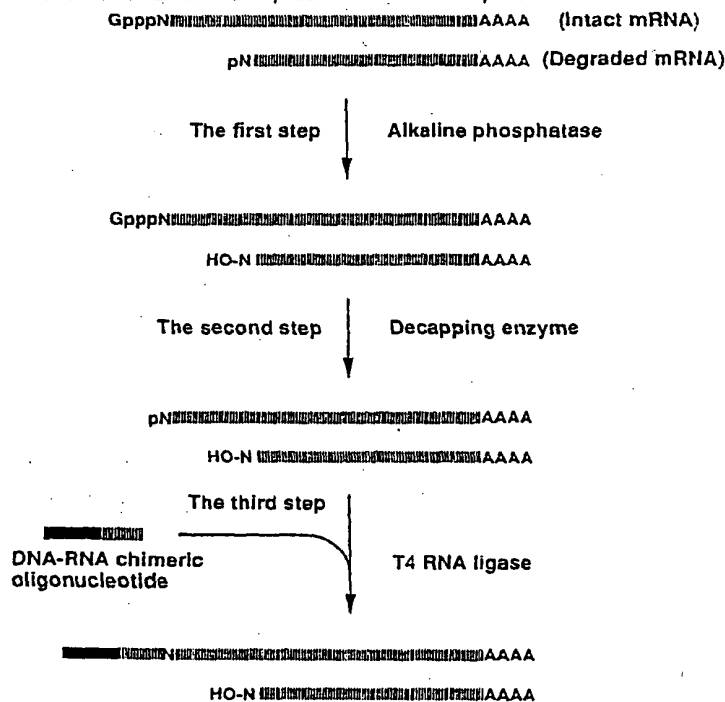 GpppN AAAA (Intact mRNA)
pN AAAA (Degraded mRNA)
The first step Alkaline phosphatase
GpppN AAAA
HO-N AAAA
The second step Decapping enzyme
pN AAAA
HO-N AAAA
The third step
DNA-RNA chimeric
oligonucleotide
T4 RNA ligase
N AAAA
HO-N AAAA